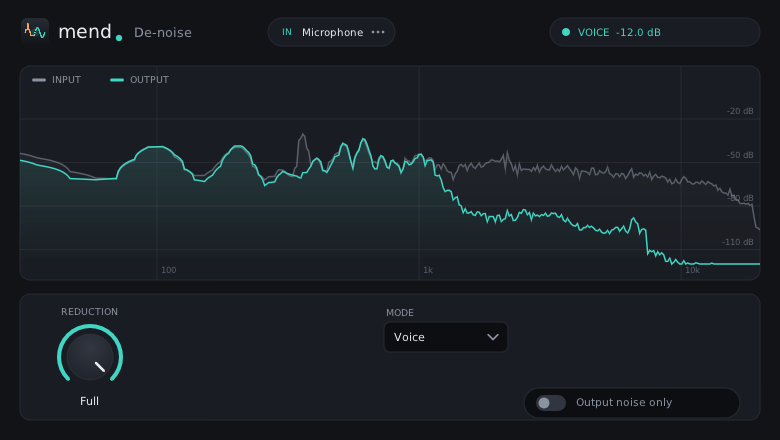 mend. De-noise
IN Microphone
VOICE -12.0 dB
INPUT
OUTPUT
-20 dB
-50 dB
-80 dB
-110 dB
100
1k
10k
REDUCTION
Full
MODE
Voice
Output noise only